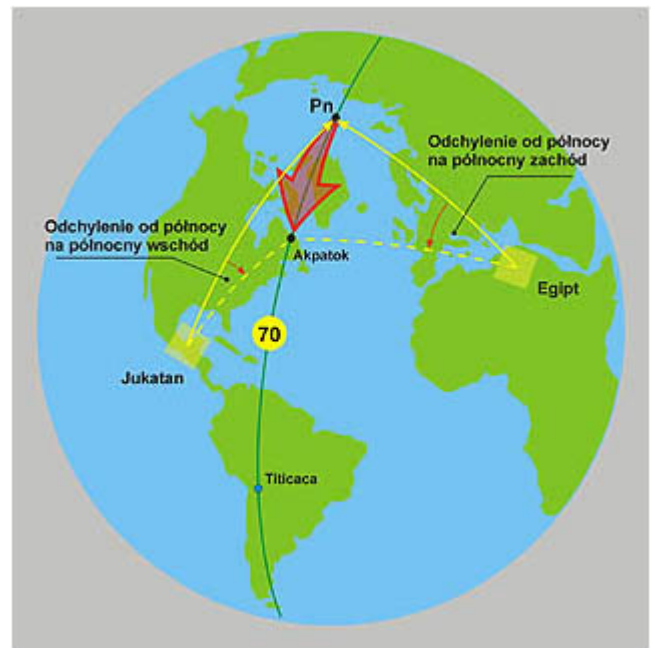 Pn
Odchylenie od północy
na północny zachód
Odchylenie od północy
na północny wschód
Akpatok
Egipt
70
Jukatan
Titicaca